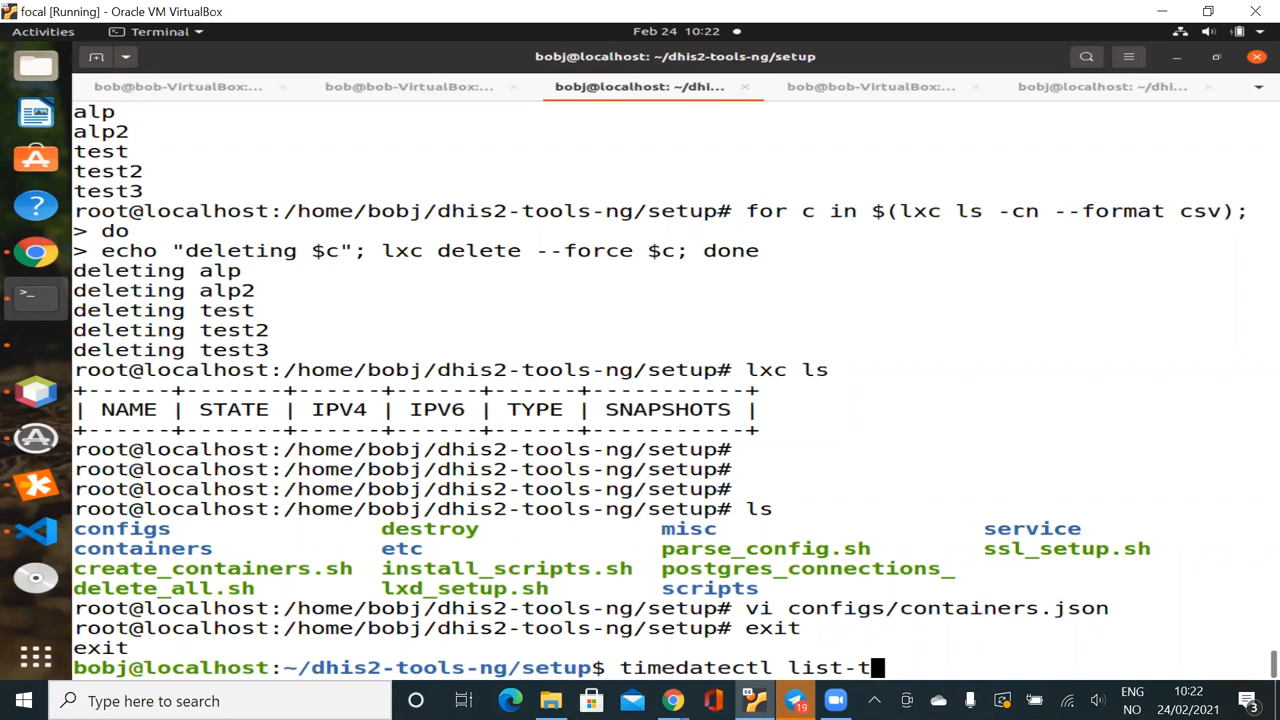 focal [Running] - Oracle VM VirtualBox
Activities Terminal Feb 24 10:22
bobj@localhost: ~/dhis2-tools-ng/setup
bob@bob-VirtualBox:... bob@bob-VirtualBox:... bobj@localhost: ~/dhi... bob@bob-VirtualBox:... bobj@localhost: ~/dhi...
alp
alp2
test
test2
test3
root@localhost:/home/bobj/dhis2-tools-ng/setup# for c in $(lxc ls -cn --format csv);
> do
> echo "deleting $c"; lxc delete --force $c; done
deleting alp
deleting alp2
deleting test
deleting test2
deleting test3
root@localhost:/home/bobj/dhis2-tools-ng/setup# lxc ls
+------+-------+------+------+------+-----------+
| NAME | STATE | IPV4 | IPV6 | TYPE | SNAPSHOTS |
+------+-------+------+------+------+-----------+
root@localhost:/home/bobj/dhis2-tools-ng/setup#
root@localhost:/home/bobj/dhis2-tools-ng/setup#
root@localhost:/home/bobj/dhis2-tools-ng/setup#
root@localhost:/home/bobj/dhis2-tools-ng/setup# ls
configs destroy misc service
containers etc parse_config.sh ssl_setup.sh
create_containers.sh install_scripts.sh postgres_connections_
delete_all.sh lxd_setup.sh scripts
root@localhost:/home/bobj/dhis2-tools-ng/setup# vi configs/containers.json
root@localhost:/home/bobj/dhis2-tools-ng/setup# exit
exit
bobj@localhost:~/dhis2-tools-ng/setup$ timedatectl list-t
Type here to search
19
ENG
NO
10:22
24/02/2021
3